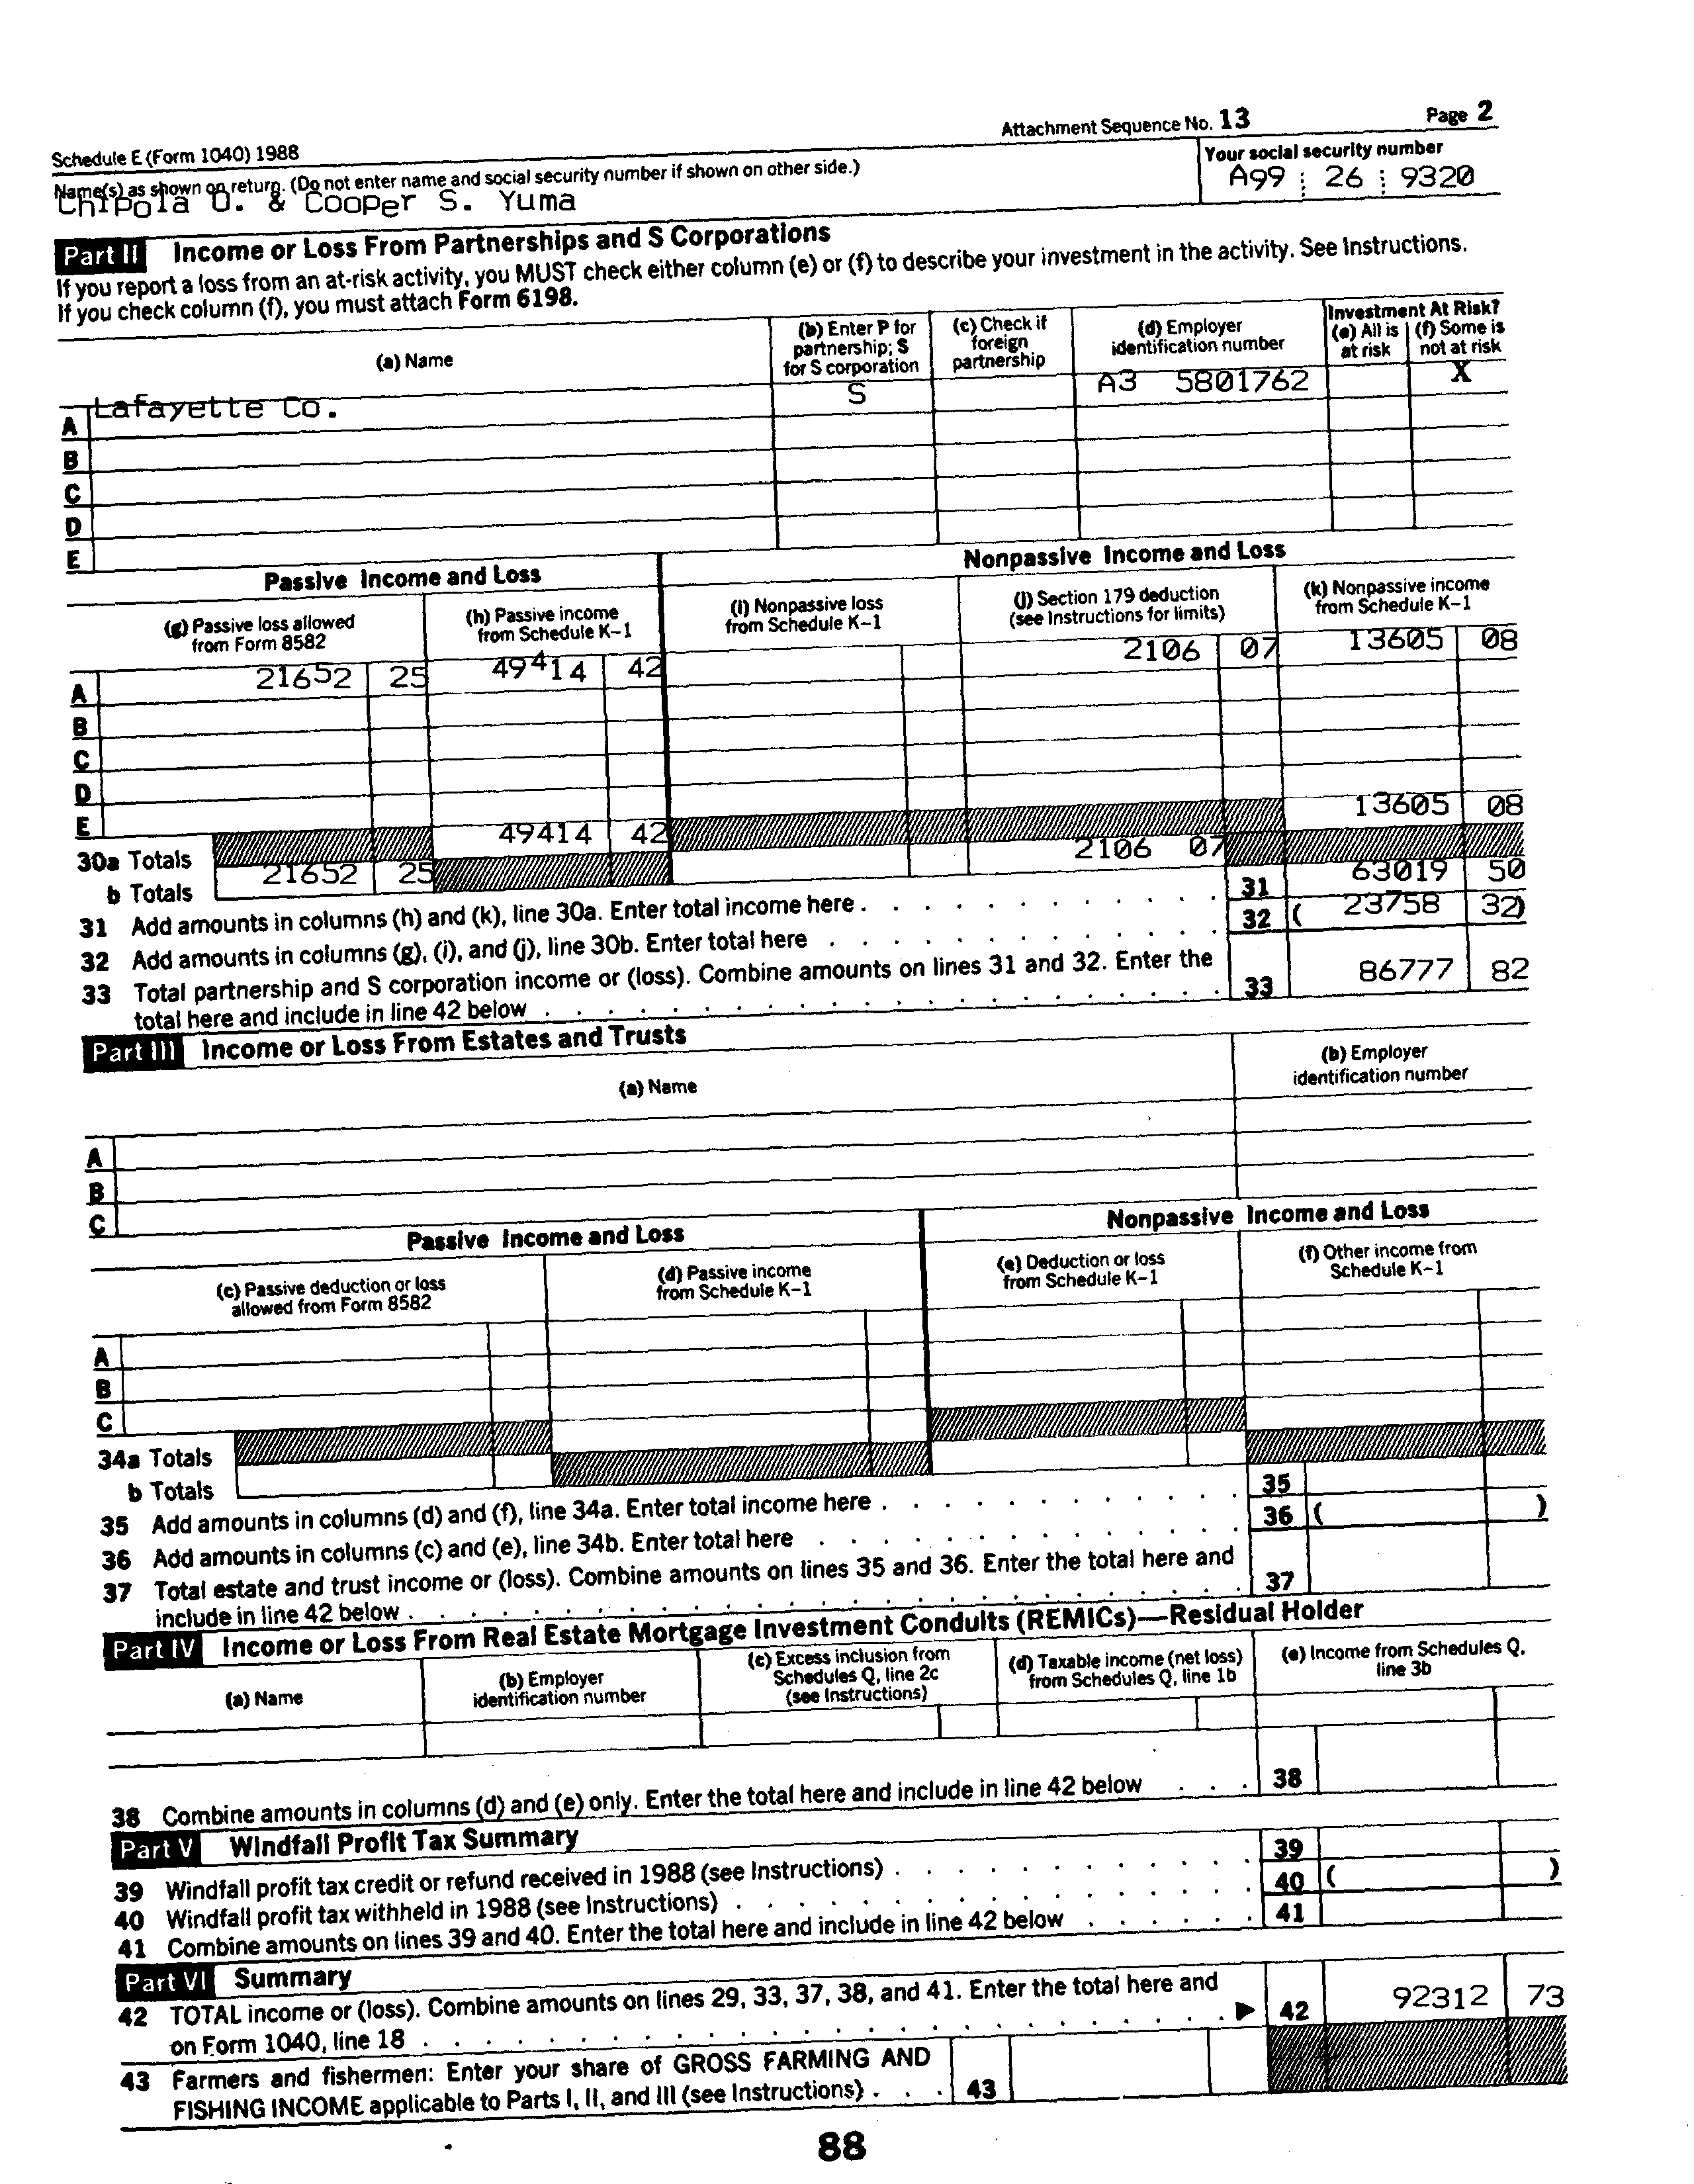 Schedule E (Form 1040) 1988 Attachment Sequence No. 13 Page 2
Name(s) as shown on return. (Do not enter name and social security number if shown on other side.) Your social security number
Chipola O. & Cooper S. Yuma A99 26 9320
Part II Income or Loss From Partnerships and S Corporations
If you report a loss from an at-risk activity, you MUST check either column (e) or (f) to describe your investment in the activity. See Instructions.
If you check column (f), you must attach Form 6198.
(a) Name
(b) Enter P for partnership; S for S corporation
(c) Check if foreign partnership
(d) Employer identification number
Investment At Risk?
(e) All is at risk
(f) Some is not at risk
A Lafayette Co. S A3 5801762 X
B
C
D
E
Passive Income and Loss Nonpassive Income and Loss
(g) Passive loss allowed from Form 8582
(h) Passive income from Schedule K-1
(i) Nonpassive loss from Schedule K-1
(j) Section 179 deduction (see Instructions for limits)
(k) Nonpassive income from Schedule K-1
A 21652 25 49414 42 2106 07 13605 08
B
C
D
E
30a Totals 49414 42 13605 08
b Totals 21652 25 2106 07
31 Add amounts in columns (h) and (k), line 30a. Enter total income here . . . 31 63019 50
32 Add amounts in columns (g), (i), and (j), line 30b. Enter total here . . . 32 ( 23758 32)
33 Total partnership and S corporation income or (loss). Combine amounts on lines 31 and 32. Enter the
total here and include in line 42 below . . . 33 86777 82
Part III Income or Loss From Estates and Trusts
(a) Name
(b) Employer identification number
A
B
C
Passive Income and Loss Nonpassive Income and Loss
(c) Passive deduction or loss allowed from Form 8582
(d) Passive income from Schedule K-1
(e) Deduction or loss from Schedule K-1
(f) Other income from Schedule K-1
A
B
C
34a Totals
b Totals
35 Add amounts in columns (d) and (f), line 34a. Enter total income here . . . 35
36 Add amounts in columns (c) and (e), line 34b. Enter total here . . . 36 ( )
37 Total estate and trust income or (loss). Combine amounts on lines 35 and 36. Enter the total here and
include in line 42 below . . . 37
Part IV Income or Loss From Real Estate Mortgage Investment Conduits (REMICs)—Residual Holder
(a) Name
(b) Employer identification number
(c) Excess inclusion from Schedules Q, line 2c (see Instructions)
(d) Taxable income (net loss) from Schedules Q, line 1b
(e) Income from Schedules Q, line 3b
38 Combine amounts in columns (d) and (e) only. Enter the total here and include in line 42 below . . . 38
Part V Windfall Profit Tax Summary
39 Windfall profit tax credit or refund received in 1988 (see Instructions) . . . 39
40 Windfall profit tax withheld in 1988 (see Instructions) . . . 40 ( )
41 Combine amounts on lines 39 and 40. Enter the total here and include in line 42 below . . . 41
Part VI Summary
42 TOTAL income or (loss). Combine amounts on lines 29, 33, 37, 38, and 41. Enter the total here and
on Form 1040, line 18 . . . ► 42 92312 73
43 Farmers and fishermen: Enter your share of GROSS FARMING AND
FISHING INCOME applicable to Parts I, II, and III (see Instructions) . . . 43
88